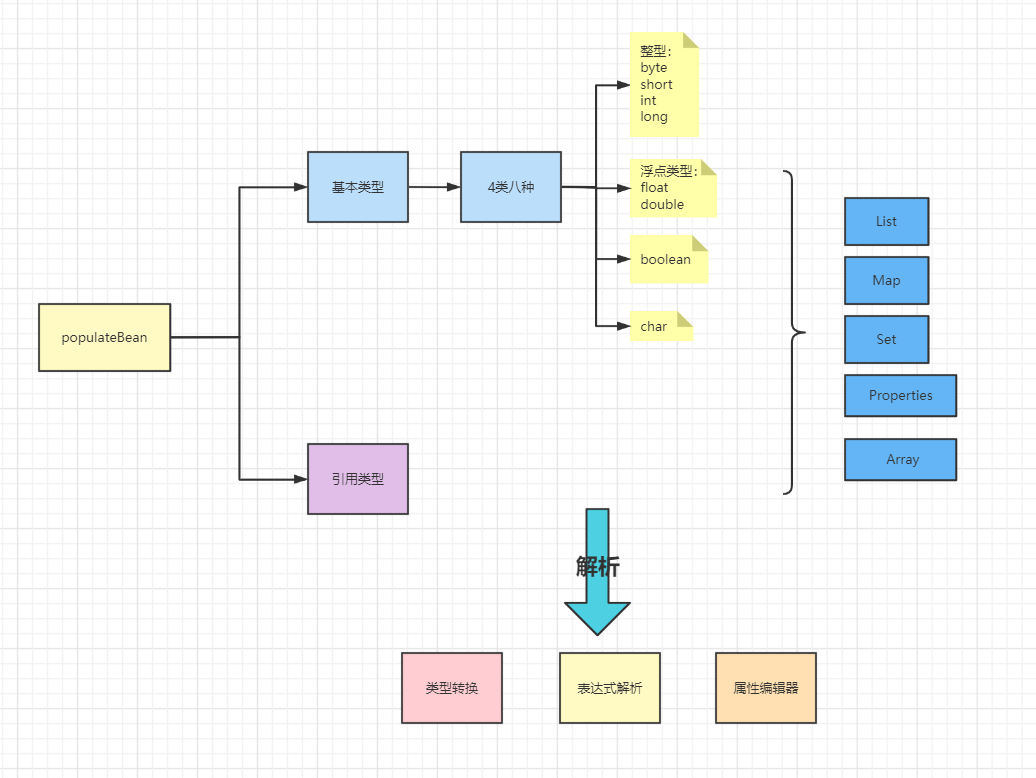 整型：
byte
short
int
long
基本类型
4类八种
浮点类型：
float
double
boolean
char
populateBean
引用类型
List
Map
Set
Properties
Array
解析
类型转换
表达式解析
属性编辑器